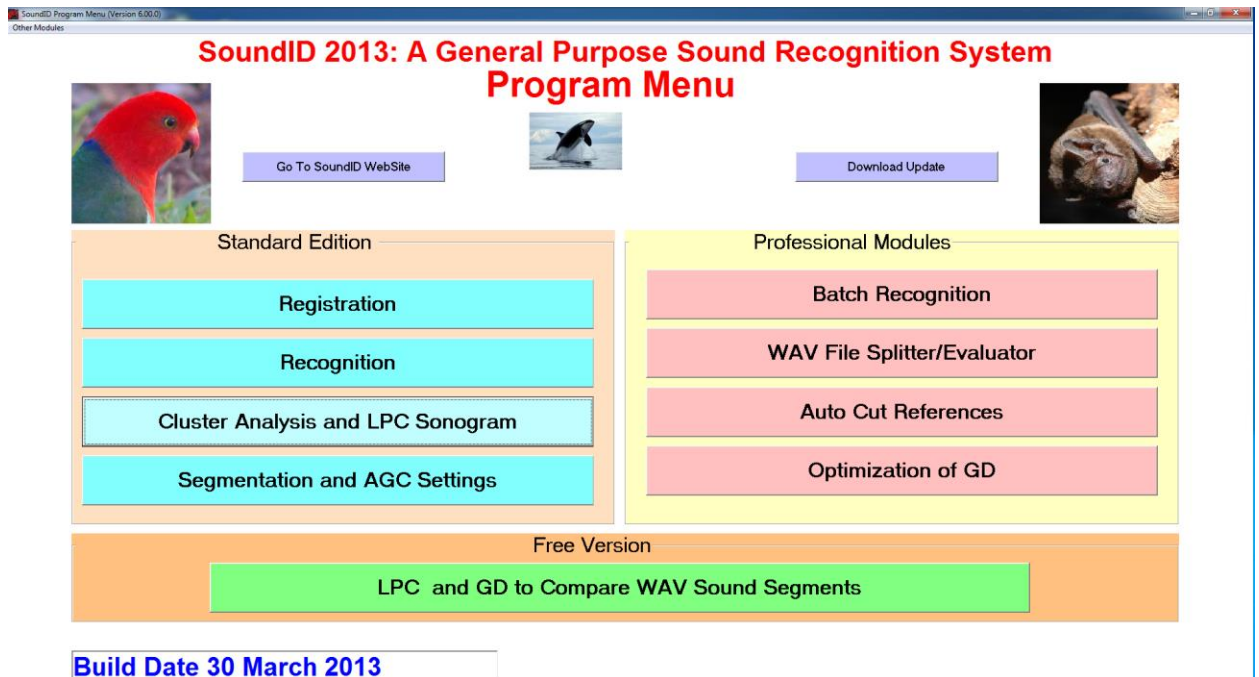 SoundID Program Menu (Version 6.00.0)
Other Modules
SoundID 2013: A General Purpose Sound Recognition System
Program Menu
Go To SoundID WebSite
Download Update
Standard Edition
Registration
Recognition
Cluster Analysis and LPC Sonogram
Segmentation and AGC Settings
Professional Modules
Batch Recognition
WAV File Splitter/Evaluator
Auto Cut References
Optimization of GD
Free Version
LPC and GD to Compare WAV Sound Segments
Build Date 30 March 2013